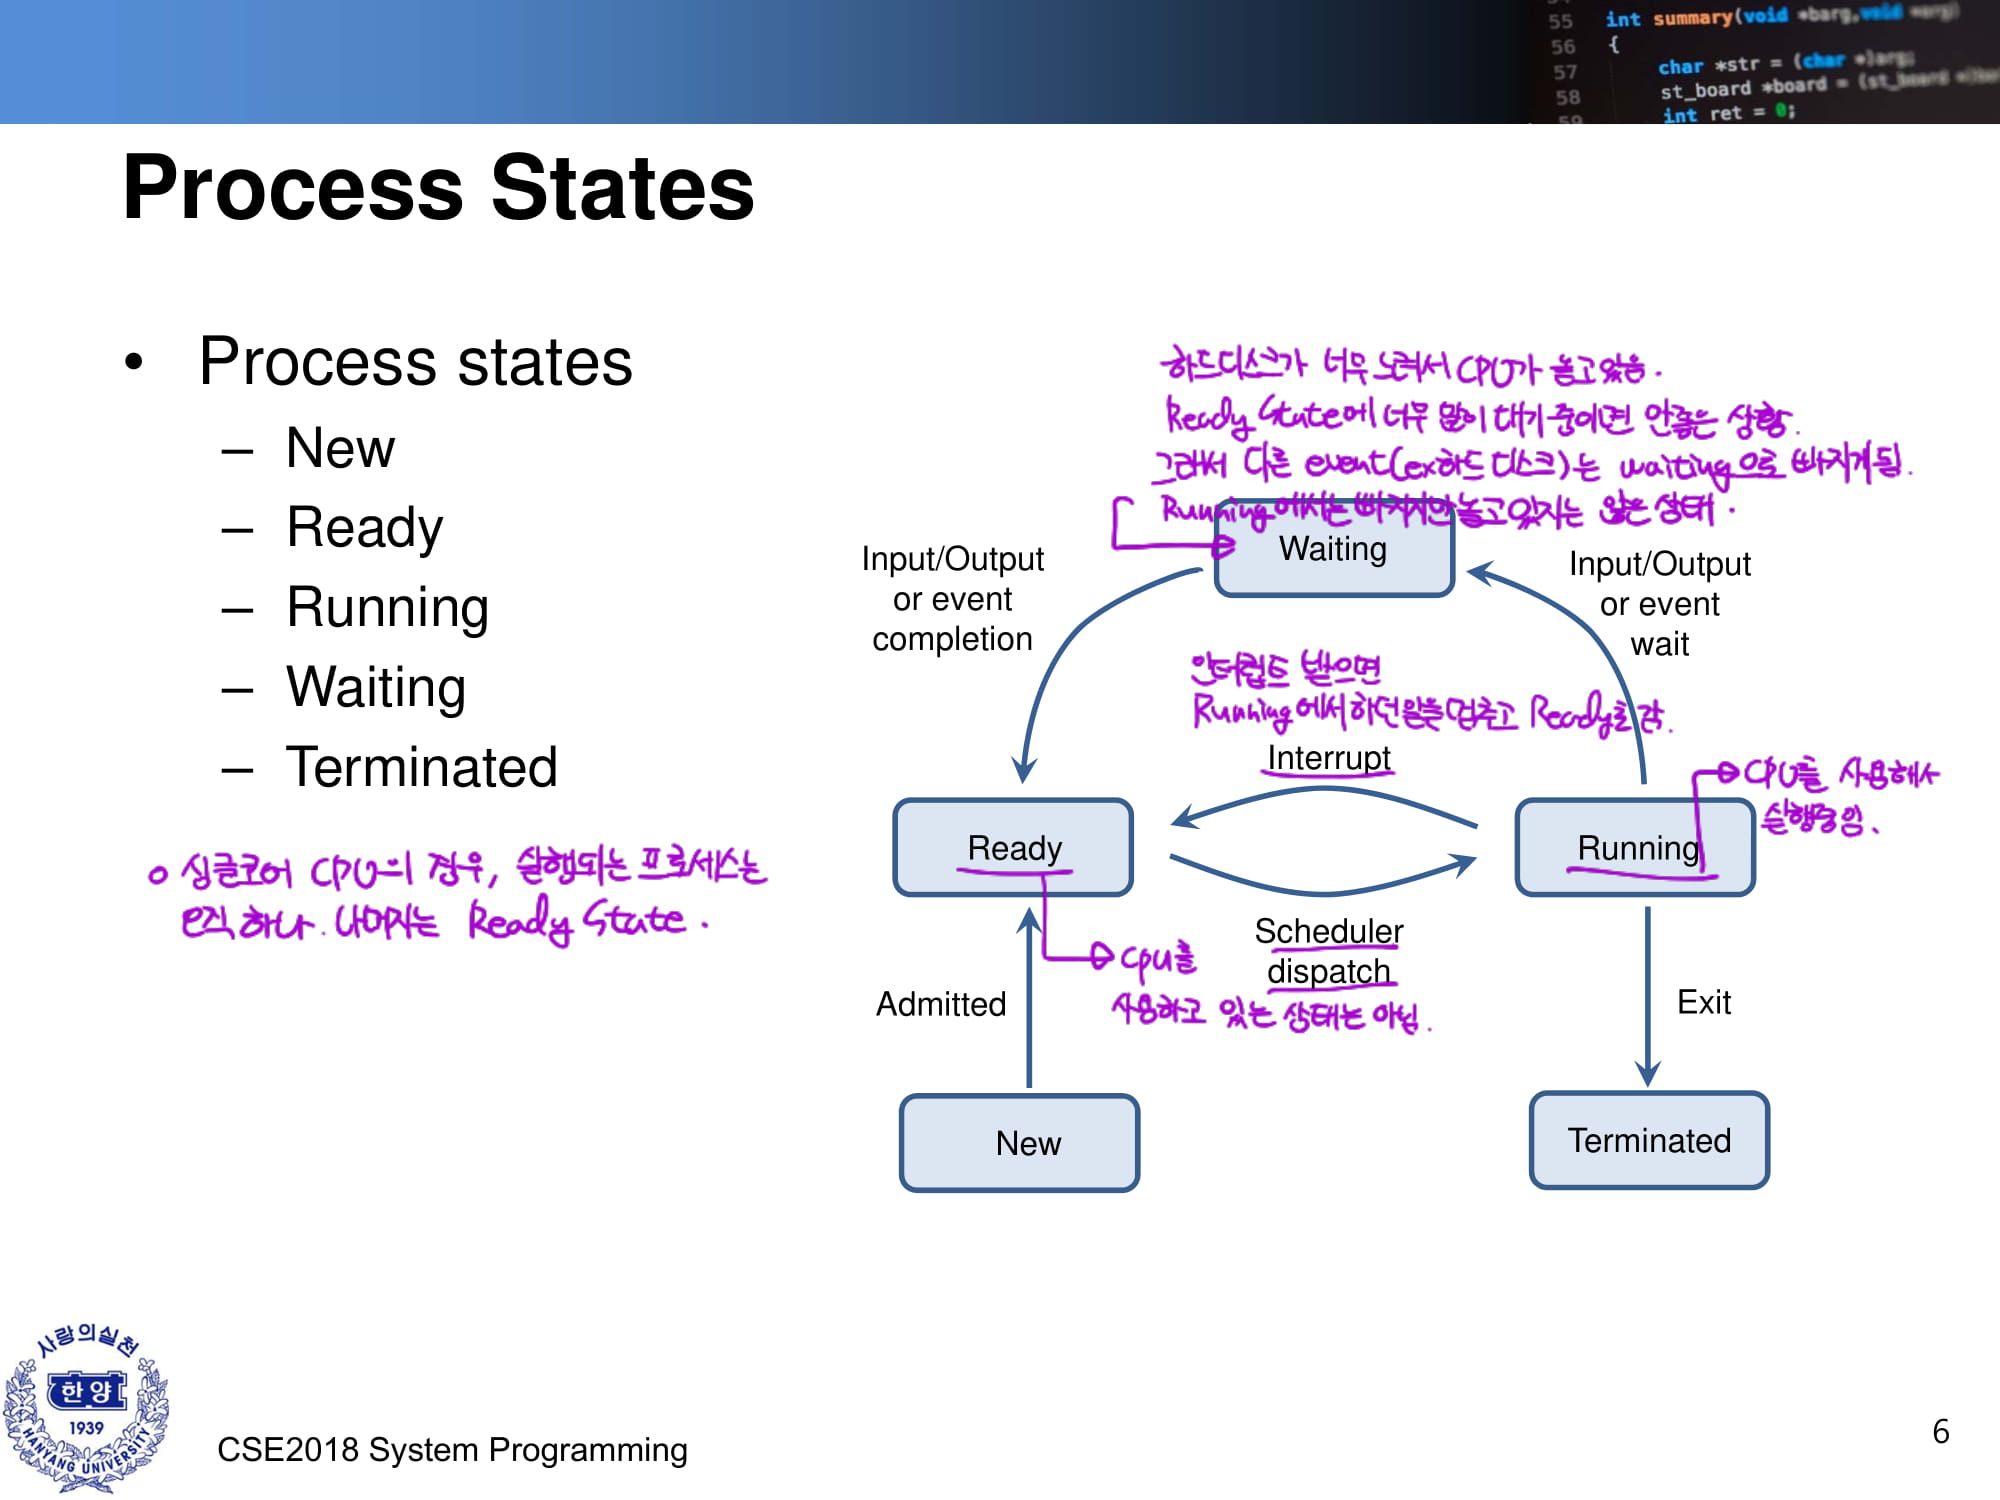 55 int summary(void *barg,void *arg)
56 {
57 char *str = (char *)arg;
58 st_board *board = (st_board *)
59 int ret = 0;
Process States
• Process states
– New
– Ready
– Running
– Waiting
– Terminated
○ 싱글코어 CPU의 경우, 실행되는 프로세스는
오직 하나. 나머지는 Ready State.
하드디스크가 너무 느려서 CPU가 놀고있음.
Ready State에 너무 많이 대기 중이면 안좋은 상황.
그래서 다른 event(ex하드 디스크)는 waiting으로 빠지게됨.
Running에서는 빠지지만 놀고있지는 않은 상태.
Waiting
Input/Output
or event
completion
Input/Output
or event
wait
인터럽트 받으면
Running에서 하던일을 멈추고 Ready로 감.
Interrupt
CPU를 사용해서
실행중임.
Ready
Running
Scheduler
dispatch
CPU를
사용하고 있는 상태는 아님.
Admitted
Exit
New
Terminated
사랑의실천
한양
1939
HANYANG UNIVERSITY
CSE2018 System Programming
6